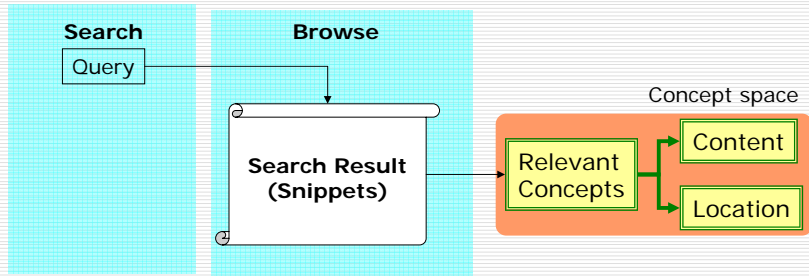 Search
Browse
Query
Concept space
Search Result
(Snippets)
Relevant
Concepts
Content
Location